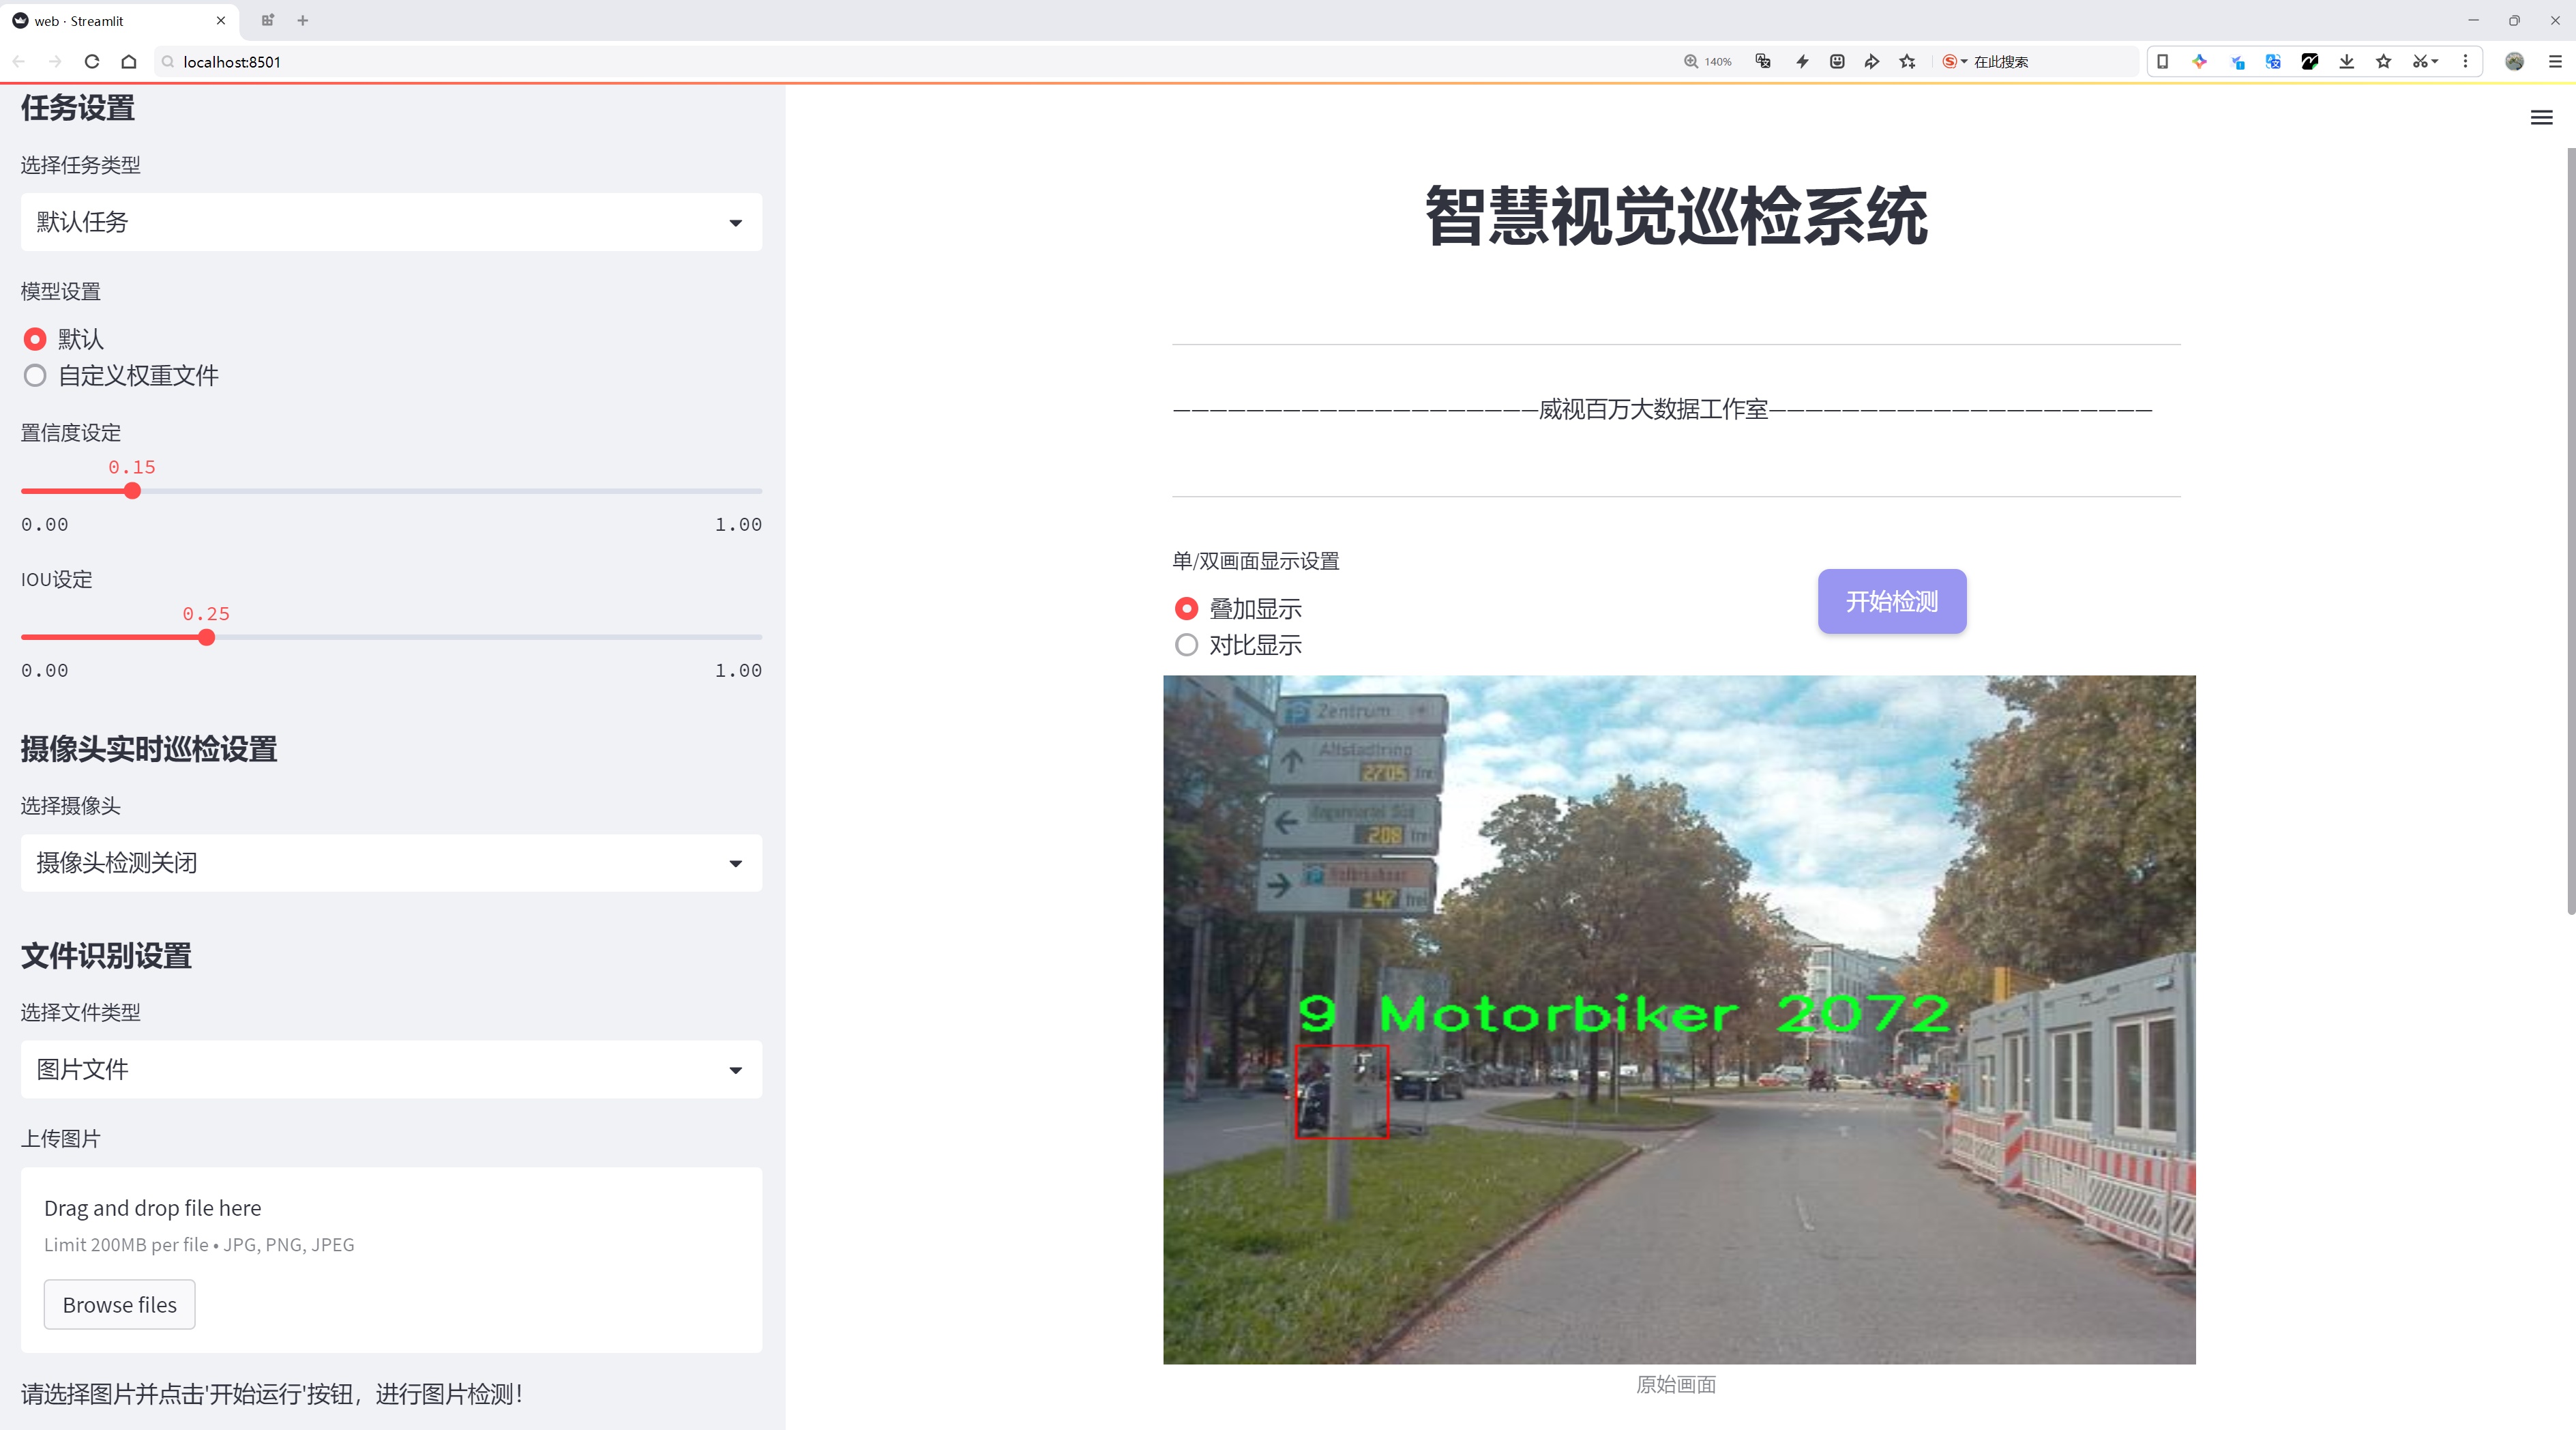 web · Streamlit
localhost:8501
140%
在此搜索
任务设置
选择任务类型
默认任务
模型设置
默认
自定义权重文件
置信度设定
0.15
0.00
1.00
IOU设定
0.25
0.00
1.00
摄像头实时巡检设置
选择摄像头
摄像头检测关闭
文件识别设置
选择文件类型
图片文件
上传图片
Drag and drop file here
Limit 200MB per file • JPG, PNG, JPEG
Browse files
请选择图片并点击'开始运行'按钮，进行图片检测！
智慧视觉巡检系统
————————————————————威视百万大数据工作室—————————————————————
单/双画面显示设置
叠加显示
对比显示
开始检测
P Zentrum
Altstadtring
2705 frei
208 frei
147 frei
9 Motorbiker 2072
原始画面